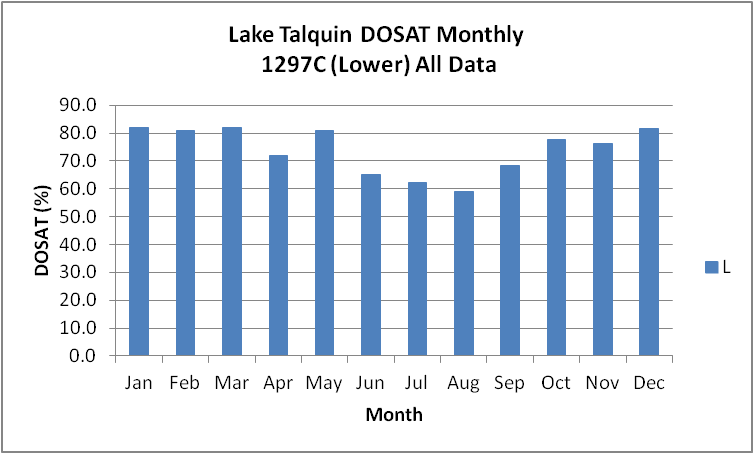 Lake Talquin DOSAT Monthly
1297C (Lower) All Data
90.0
80.0
70.0
60.0
50.0
40.0
30.0
20.0
10.0
0.0
DOSAT (%)
Jan Feb Mar Apr May Jun Jul Aug Sep Oct Nov Dec
Month
L